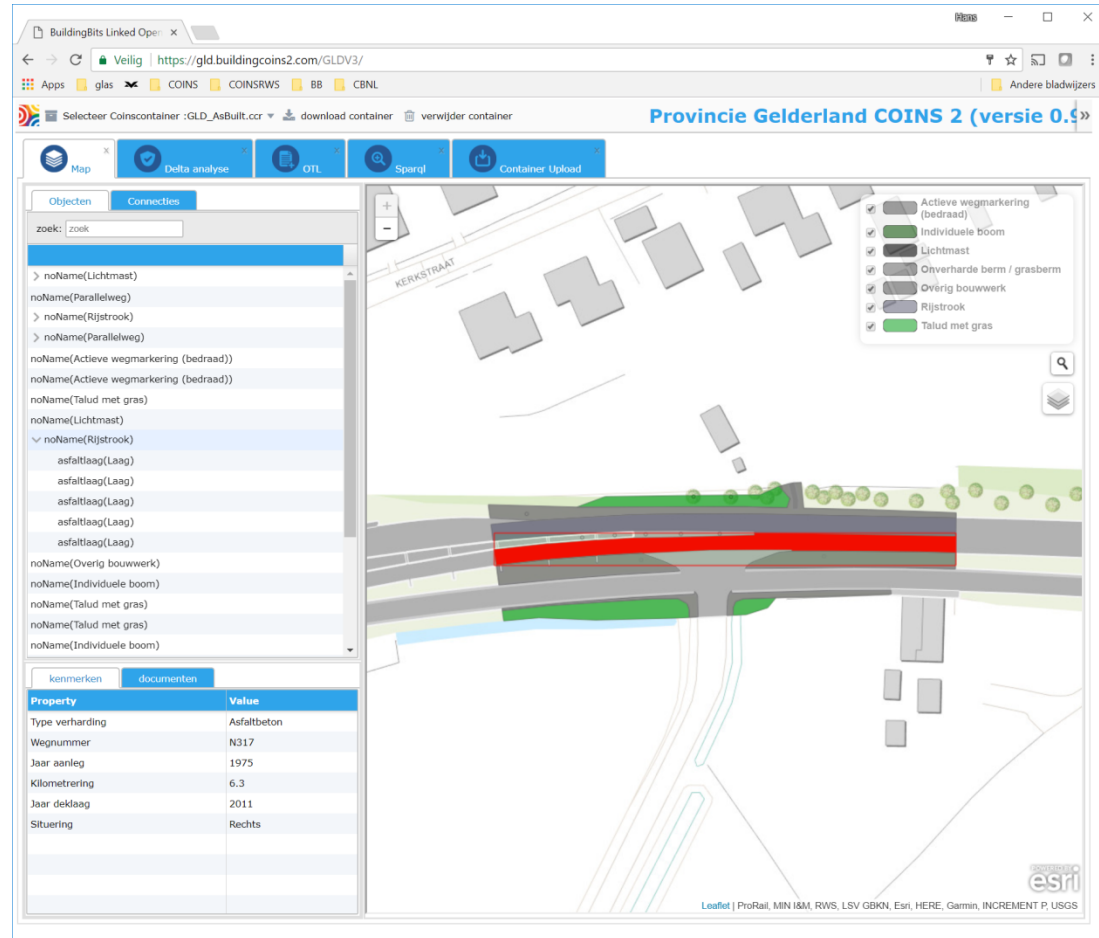 Hans
BuildingBits Linked Open
Veilig | https://gld.buildingcoins2.com/GLDV3/
Apps glas COINS COINSRWS BB CBNL Andere bladwijzers
Selecteer Coinscontainer :GLD_AsBuilt.ccr download container verwijder container Provincie Gelderland COINS 2 (versie 0.9 »
Map Delta analyse OTL Sparql Container Upload
Objecten Connecties
zoek: zoek
noName(Lichtmast)
noName(Parallelweg)
noName(Rijstrook)
noName(Parallelweg)
noName(Actieve wegmarkering (bedraad))
noName(Actieve wegmarkering (bedraad))
noName(Talud met gras)
noName(Lichtmast)
noName(Rijstrook)
asfaltlaag(Laag)
asfaltlaag(Laag)
asfaltlaag(Laag)
asfaltlaag(Laag)
asfaltlaag(Laag)
noName(Overig bouwwerk)
noName(Individuele boom)
noName(Talud met gras)
noName(Talud met gras)
noName(Individuele boom)
kenmerken documenten
Property Value
Type verharding Asfaltbeton
Wegnummer N317
Jaar aanleg 1975
Kilometrering 6.3
Jaar deklaag 2011
Situering Rechts
+
-
KERKSTRAAT
Actieve wegmarkering
(bedraad)
Individuele boom
Lichtmast
Onverharde berm / grasberm
Overig bouwwerk
Rijstrook
Talud met gras
POWERED BY
esri
Leaflet | ProRail, MIN I&M, RWS, LSV GBKN, Esri, HERE, Garmin, INCREMENT P, USGS